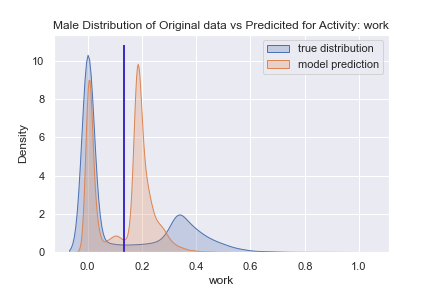 Male Distribution of Original data vs Predicited for Activity: work
true distribution
model prediction
Density
10
8
6
4
2
0
0.0 0.2 0.4 0.6 0.8 1.0
work